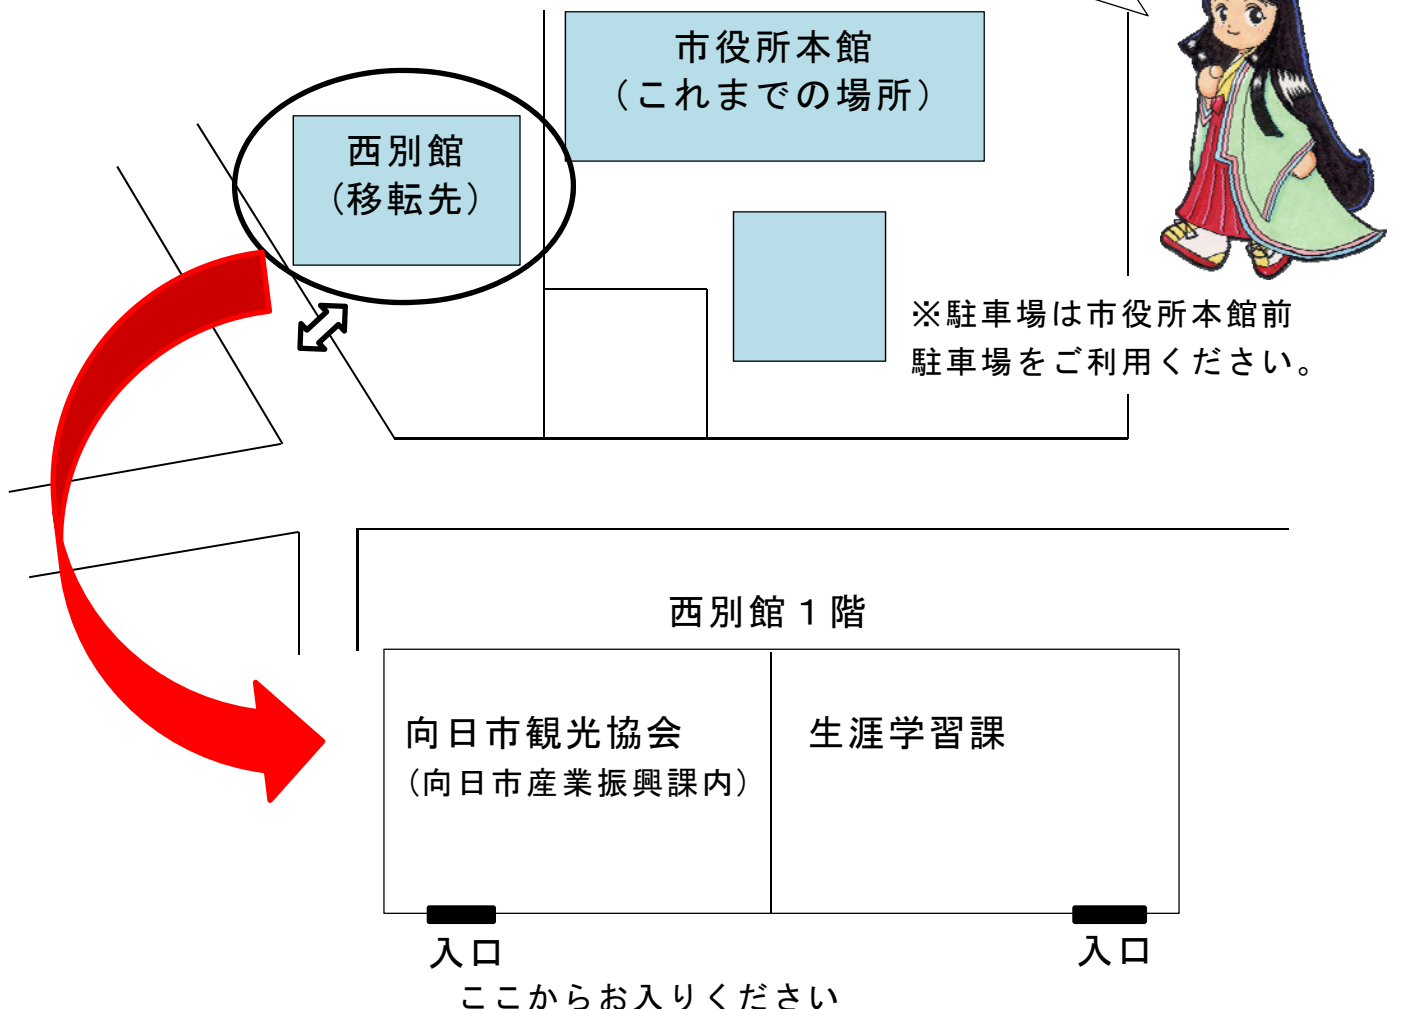 市役所本館
（これまでの場所）
西別館
（移転先）
※駐車場は市役所本館前
駐車場をご利用ください。
西別館１階
向日市観光協会
（向日市産業振興課内）
生涯学習課
入口
入口
ここからお入りください